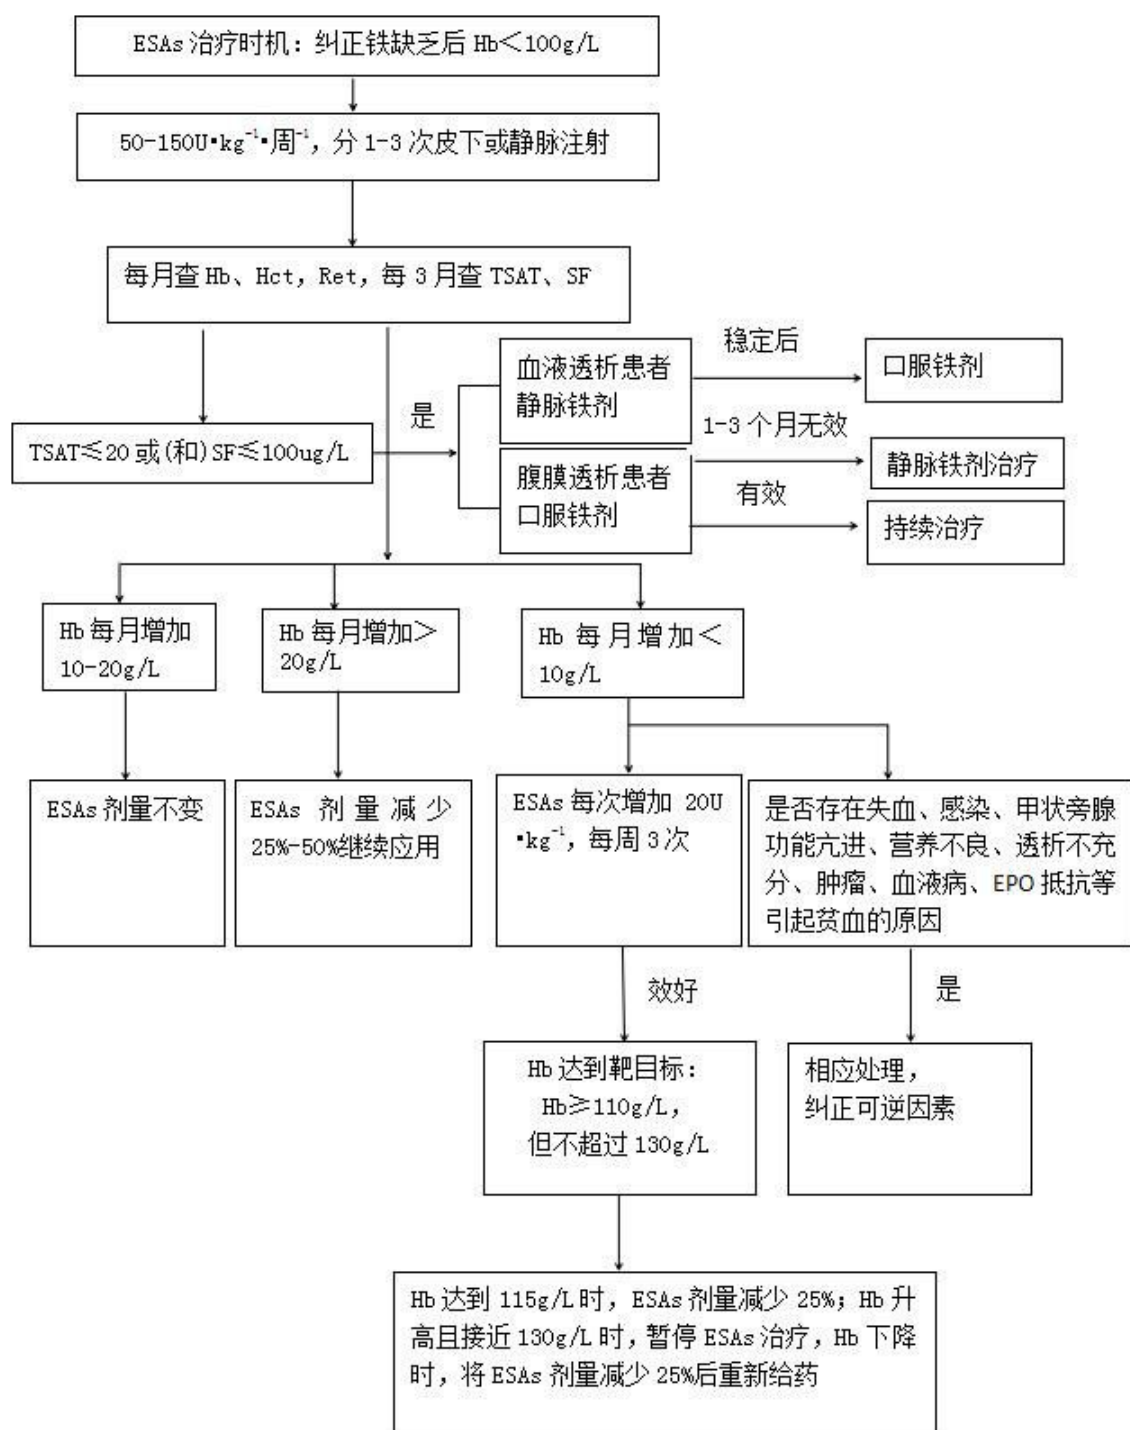 ESAs 治疗时机：纠正铁缺乏后 Hb＜100g/L
50-150U•kg⁻¹•周⁻¹，分 1-3 次皮下或静脉注射
每月查 Hb、Hct，Ret，每 3 月查 TSAT、SF
TSAT≤20 或(和)SF≤100ug/L
是
血液透析患者
静脉铁剂
稳定后
口服铁剂
1-3 个月无效
腹膜透析患者
口服铁剂
静脉铁剂治疗
有效
持续治疗
Hb 每月增加
10-20g/L
Hb 每月增加＞
20g/L
Hb 每月增加＜
10g/L
ESAs 剂量不变
ESAs 剂量减少
25%-50%继续应用
ESAs 每次增加 20U
•kg⁻¹，每周 3 次
是否存在失血、感染、甲状旁腺
功能亢进、营养不良、透析不充
分、肿瘤、血液病、EPO 抵抗等
引起贫血的原因
效好
是
Hb 达到靶目标：
Hb≥110g/L，
但不超过 130g/L
相应处理，
纠正可逆因素
Hb 达到 115g/L 时，ESAs 剂量减少 25%；Hb 升
高且接近 130g/L 时，暂停 ESAs 治疗，Hb 下降
时，将 ESAs 剂量减少 25%后重新给药